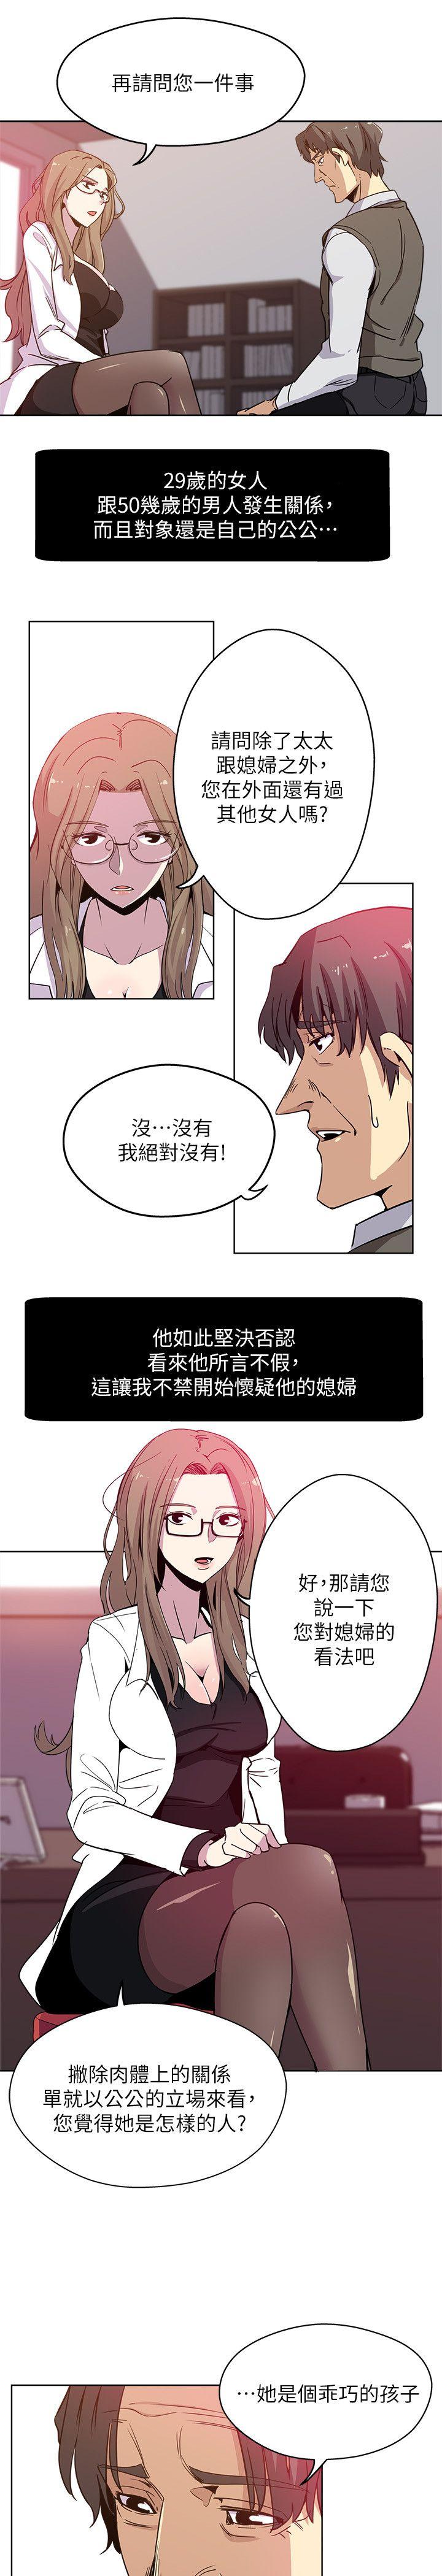 再請問您一件事
29歲的女人
跟50幾歲的男人發生關係，
而且對象還是自己的公公…
請問除了太太
跟媳婦之外，
您在外面還有過
其他女人嗎?
沒…沒有
我絕對沒有!
他如此堅決否認
看來他所言不假，
這讓我不禁開始懷疑他的媳婦
好，那請您
說一下
您對媳婦的
看法吧
撇除肉體上的關係
單就以公公的立場來看，
您覺得她是怎樣的人?
…她是個乖巧的孩子